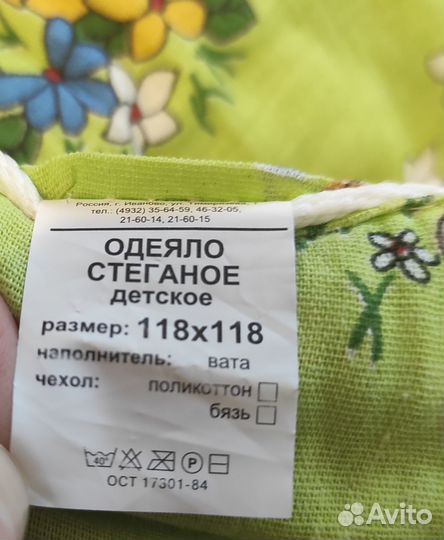 Россия, г. Иваново, ул.
тел.: (4932) 35-64-59, 46-32-05,
21-60-14, 21-60-15
ОДЕЯЛО
СТЕГАНОЕ
детское
размер: 118х118
наполнитель: вата
чехол: поликоттон
бязь
40°
P
ОСТ 17301-84
Avito